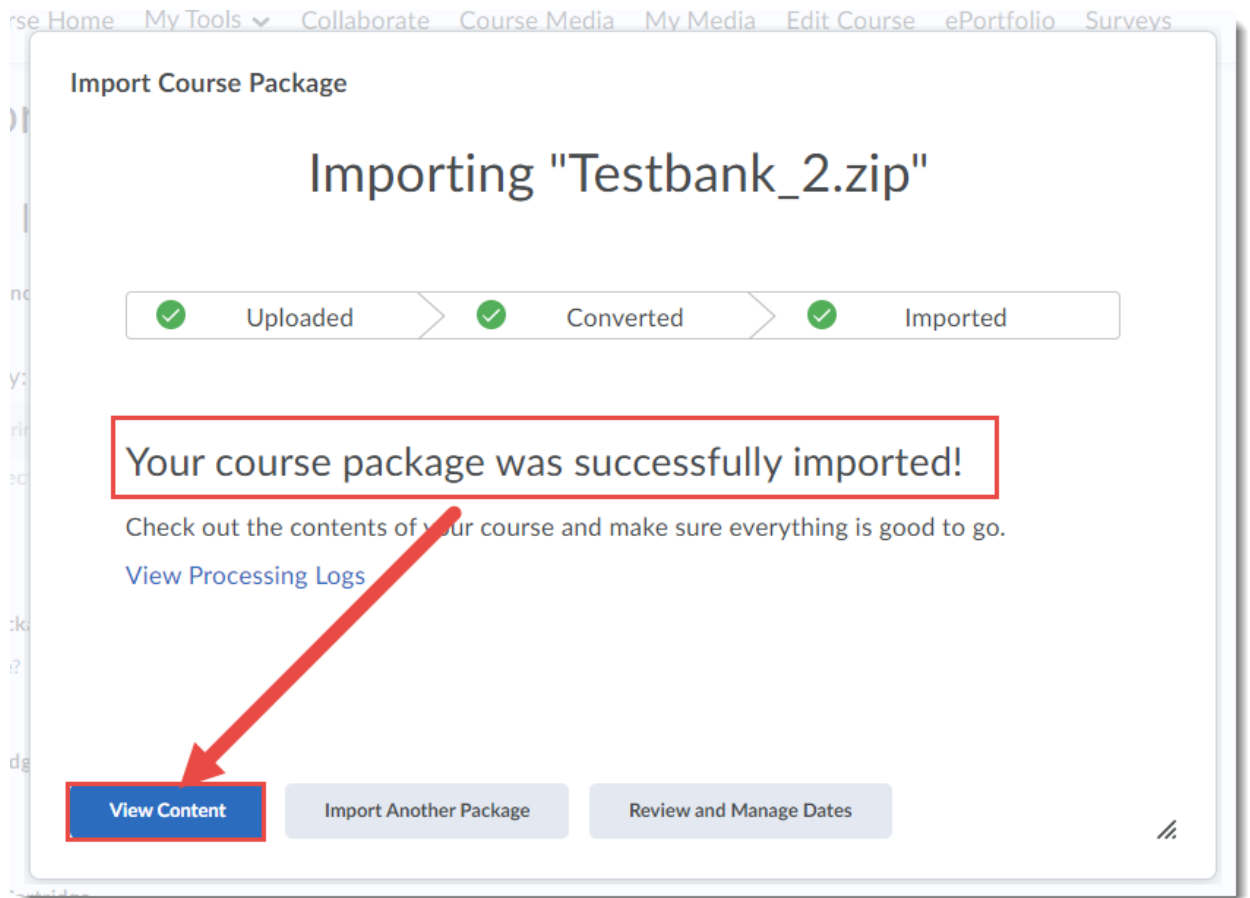 Home My Tools Collaborate Course Media My Media Edit Course ePortfolio Surveys
Import Course Package
Importing "Testbank_2.zip"
Uploaded Converted Imported
Your course package was successfully imported!
Check out the contents of your course and make sure everything is good to go.
View Processing Logs
View Content Import Another Package Review and Manage Dates